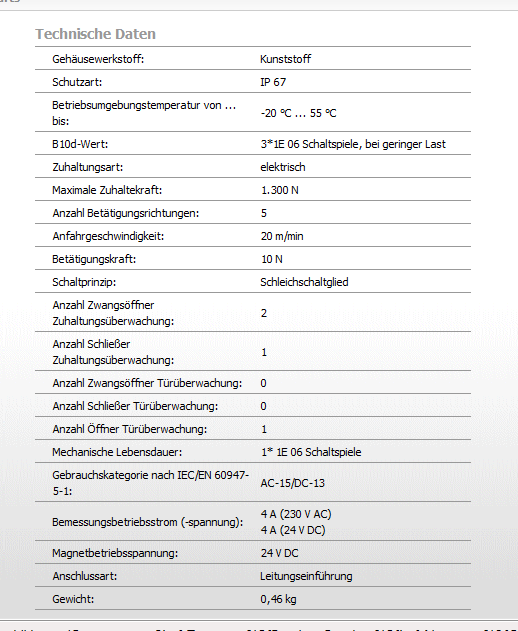 Technische Daten
Gehäusewerkstoff: Kunststoff
Schutzart: IP 67
Betriebsumgebungstemperatur von ...
bis: -20 °C ... 55 °C
B10d-Wert: 3*1E 06 Schaltspiele, bei geringer Last
Zuhaltungsart: elektrisch
Maximale Zuhaltekraft: 1.300 N
Anzahl Betätigungsrichtungen: 5
Anfahrgeschwindigkeit: 20 m/min
Betätigungskraft: 10 N
Schaltprinzip: Schleichschaltglied
Anzahl Zwangsöffner
Zuhaltungsüberwachung: 2
Anzahl Schließer
Zuhaltungsüberwachung: 1
Anzahl Zwangsöffner Türüberwachung: 0
Anzahl Schließer Türüberwachung: 0
Anzahl Öffner Türüberwachung: 1
Mechanische Lebensdauer: 1* 1E 06 Schaltspiele
Gebrauchskategorie nach IEC/EN 60947-
5-1: AC-15/DC-13
Bemessungsbetriebsstrom (-spannung): 4 A (230 V AC)
4 A (24 V DC)
Magnetbetriebsspannung: 24 V DC
Anschlussart: Leitungseinführung
Gewicht: 0,46 kg